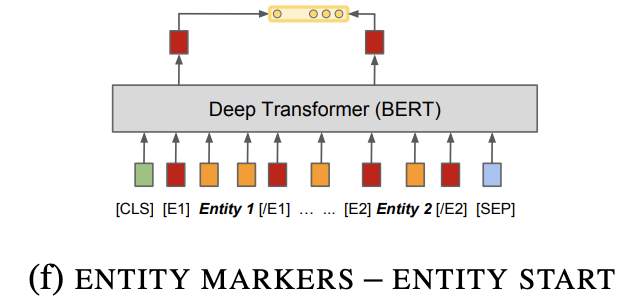 Deep Transformer (BERT)
[CLS] [E1] Entity 1 [/E1] ... ... [E2] Entity 2 [/E2] [SEP]
(f) ENTITY MARKERS – ENTITY START